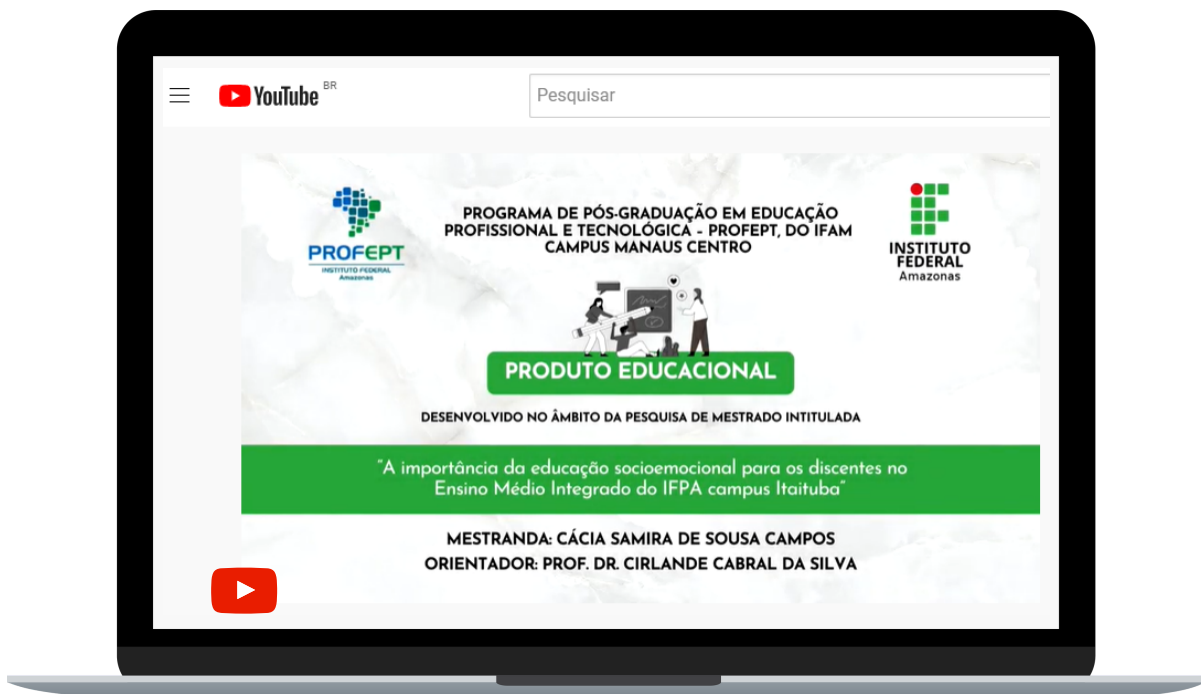 YouTube BR
Pesquisar
PROFEPT
INSTITUTO FEDERAL
Amazonas
PROGRAMA DE PÓS-GRADUAÇÃO EM EDUCAÇÃO
PROFISSIONAL E TECNOLÓGICA - PROFEPT, DO IFAM
CAMPUS MANAUS CENTRO
INSTITUTO
FEDERAL
Amazonas
PRODUTO EDUCACIONAL
DESENVOLVIDO NO ÂMBITO DA PESQUISA DE MESTRADO INTITULADA
"A importância da educação socioemocional para os discentes no
Ensino Médio Integrado do IFPA campus Itaituba"
MESTRANDA: CÁCIA SAMIRA DE SOUSA CAMPOS
ORIENTADOR: PROF. DR. CIRLANDE CABRAL DA SILVA